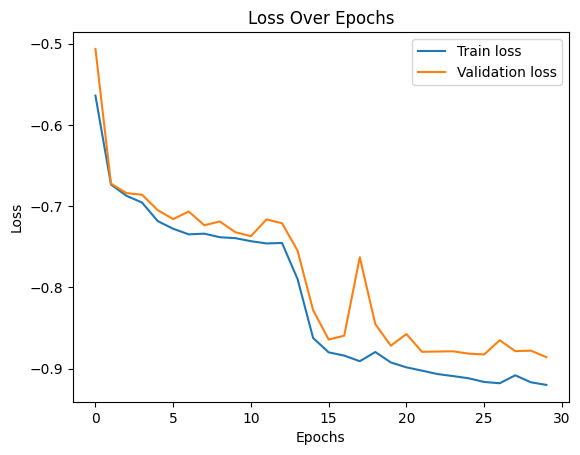 Loss Over Epochs
Train loss
Validation loss
−0.5
−0.6
−0.7
−0.8
−0.9
Loss
0 5 10 15 20 25 30
Epochs